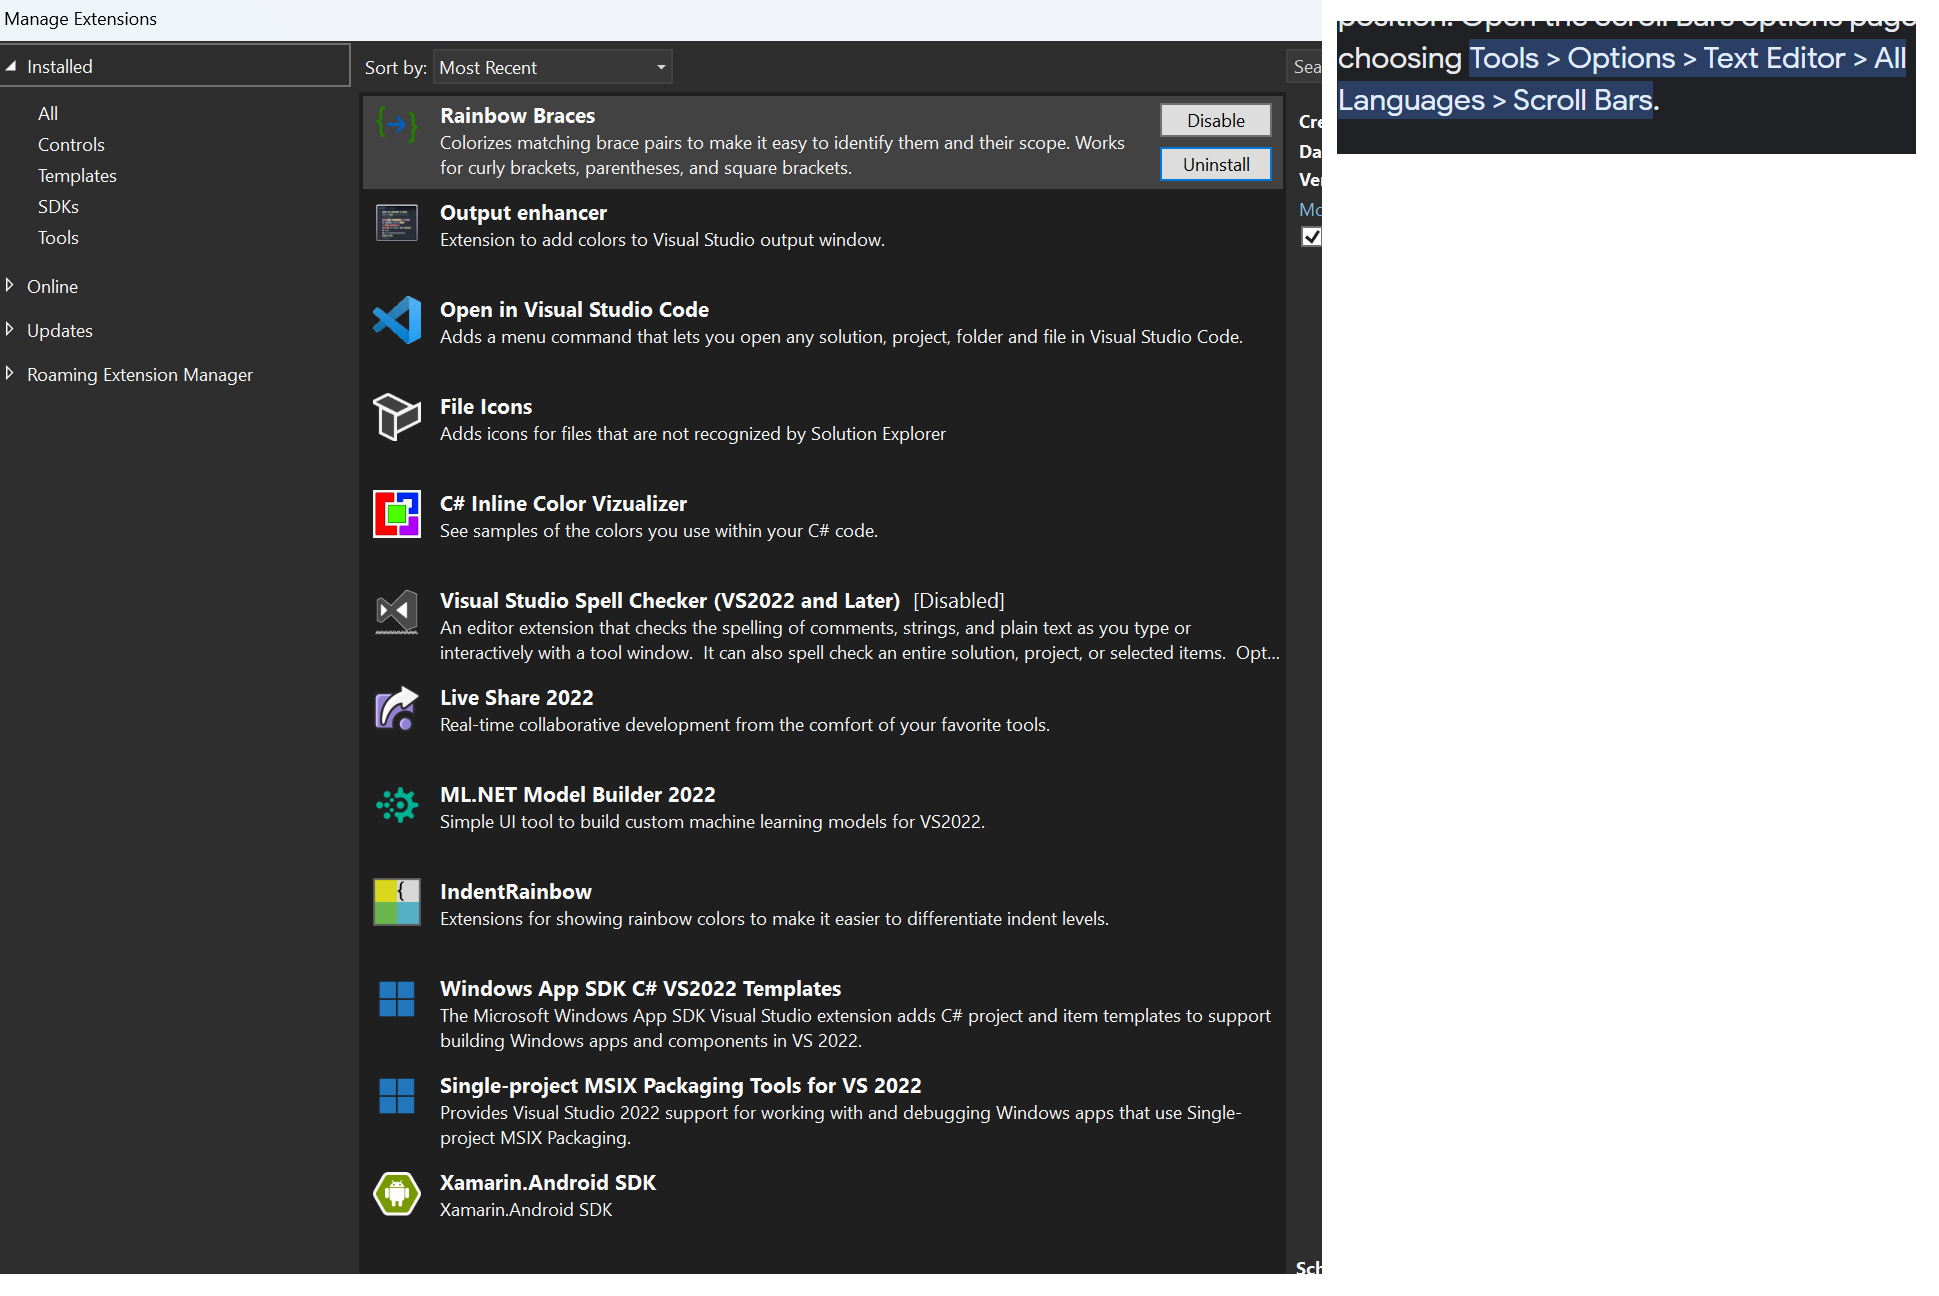 Manage Extensions
Installed
All
Controls
Templates
SDKs
Tools
Online
Updates
Roaming Extension Manager
Sort by: Most Recent
Rainbow Braces
Colorizes matching brace pairs to make it easy to identify them and their scope. Works
for curly brackets, parentheses, and square brackets.
Disable
Uninstall
Output enhancer
Extension to add colors to Visual Studio output window.
Open in Visual Studio Code
Adds a menu command that lets you open any solution, project, folder and file in Visual Studio Code.
File Icons
Adds icons for files that are not recognized by Solution Explorer
C# Inline Color Vizualizer
See samples of the colors you use within your C# code.
Visual Studio Spell Checker (VS2022 and Later) [Disabled]
An editor extension that checks the spelling of comments, strings, and plain text as you type or
interactively with a tool window. It can also spell check an entire solution, project, or selected items. Opt...
Live Share 2022
Real-time collaborative development from the comfort of your favorite tools.
ML.NET Model Builder 2022
Simple UI tool to build custom machine learning models for VS2022.
IndentRainbow
Extensions for showing rainbow colors to make it easier to differentiate indent levels.
Windows App SDK C# VS2022 Templates
The Microsoft Windows App SDK Visual Studio extension adds C# project and item templates to support
building Windows apps and components in VS 2022.
Single-project MSIX Packaging Tools for VS 2022
Provides Visual Studio 2022 support for working with and debugging Windows apps that use Single-
project MSIX Packaging.
Xamarin.Android SDK
Xamarin.Android SDK
Sea
Cre
Da
Ver
Mo
Sch
position. Open the Scroll Bars options page
choosing Tools > Options > Text Editor > All
Languages > Scroll Bars.